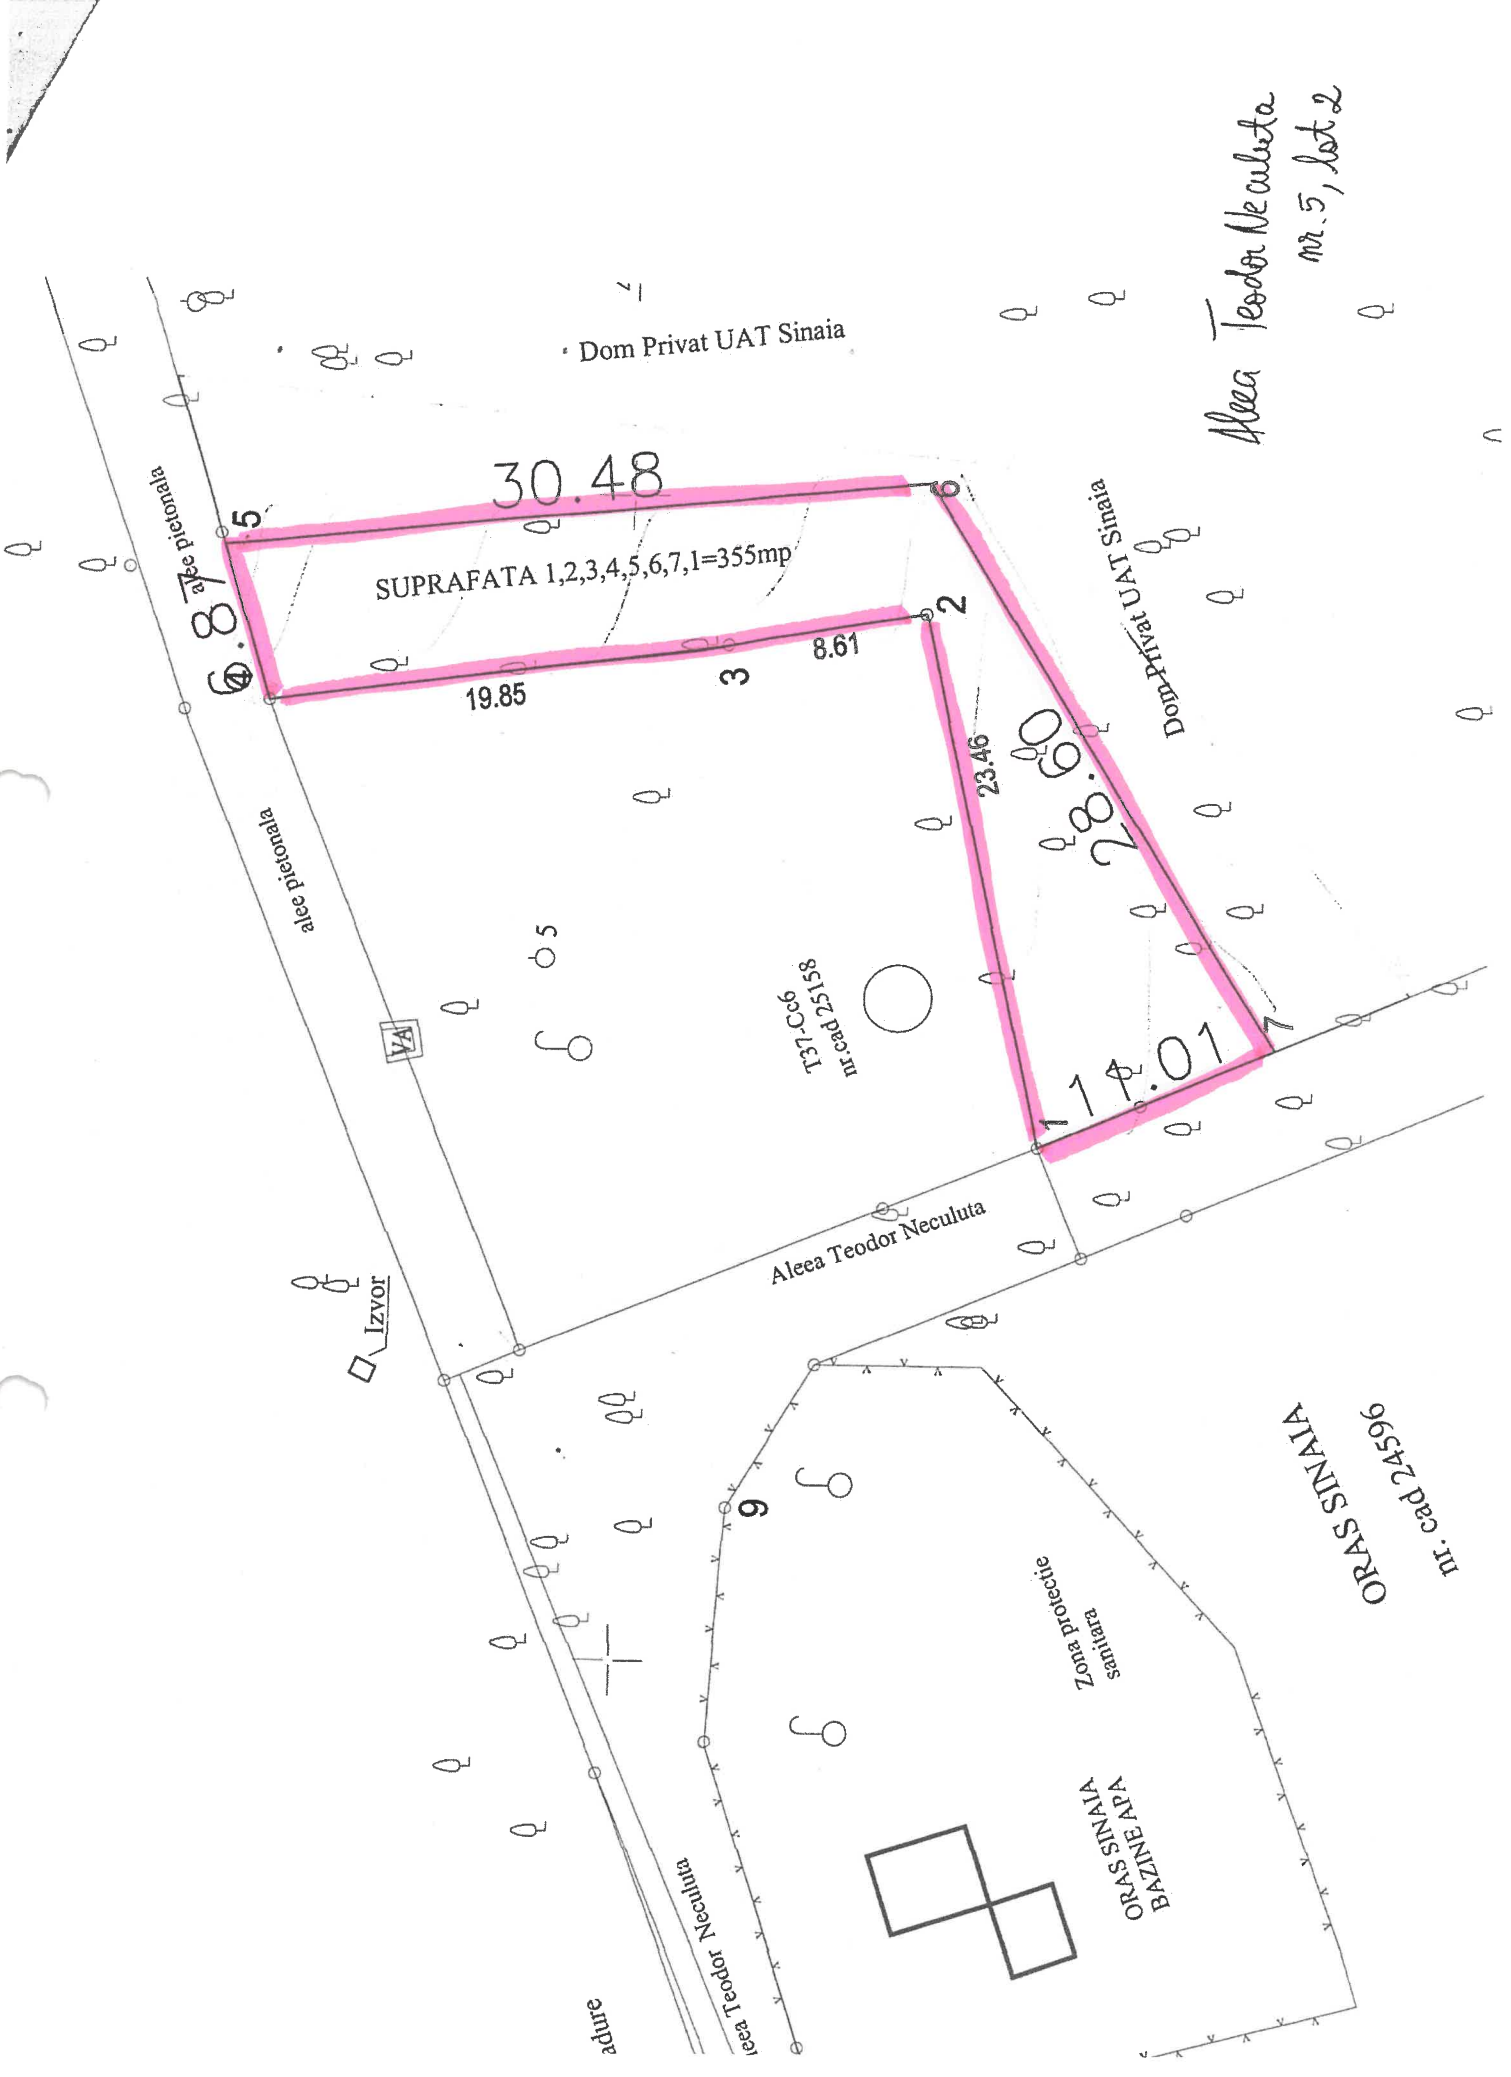 Aleea Teodor Neculuta
nr. 5, lot 2
alee pietonala
5
6.87
4
30.48
SUPRAFATA 1,2,3,4,5,6,7,1=355mp
Dom Privat UAT Sinaia
6
2
8.61
3
19.85
23.46
28.60
Dom Privat UAT Sinaia
alee pietonala
VA
5
T37-Cc6
nr.cad 25158
1
11.01
7
Aleea Teodor Neculuta
Izvor
9
Zona protectie
sanitara
ORAS SINAIA
nr. cad 24596
ORAS SINAIA
BAZINE APA
leea Teodor Neculuta
adure